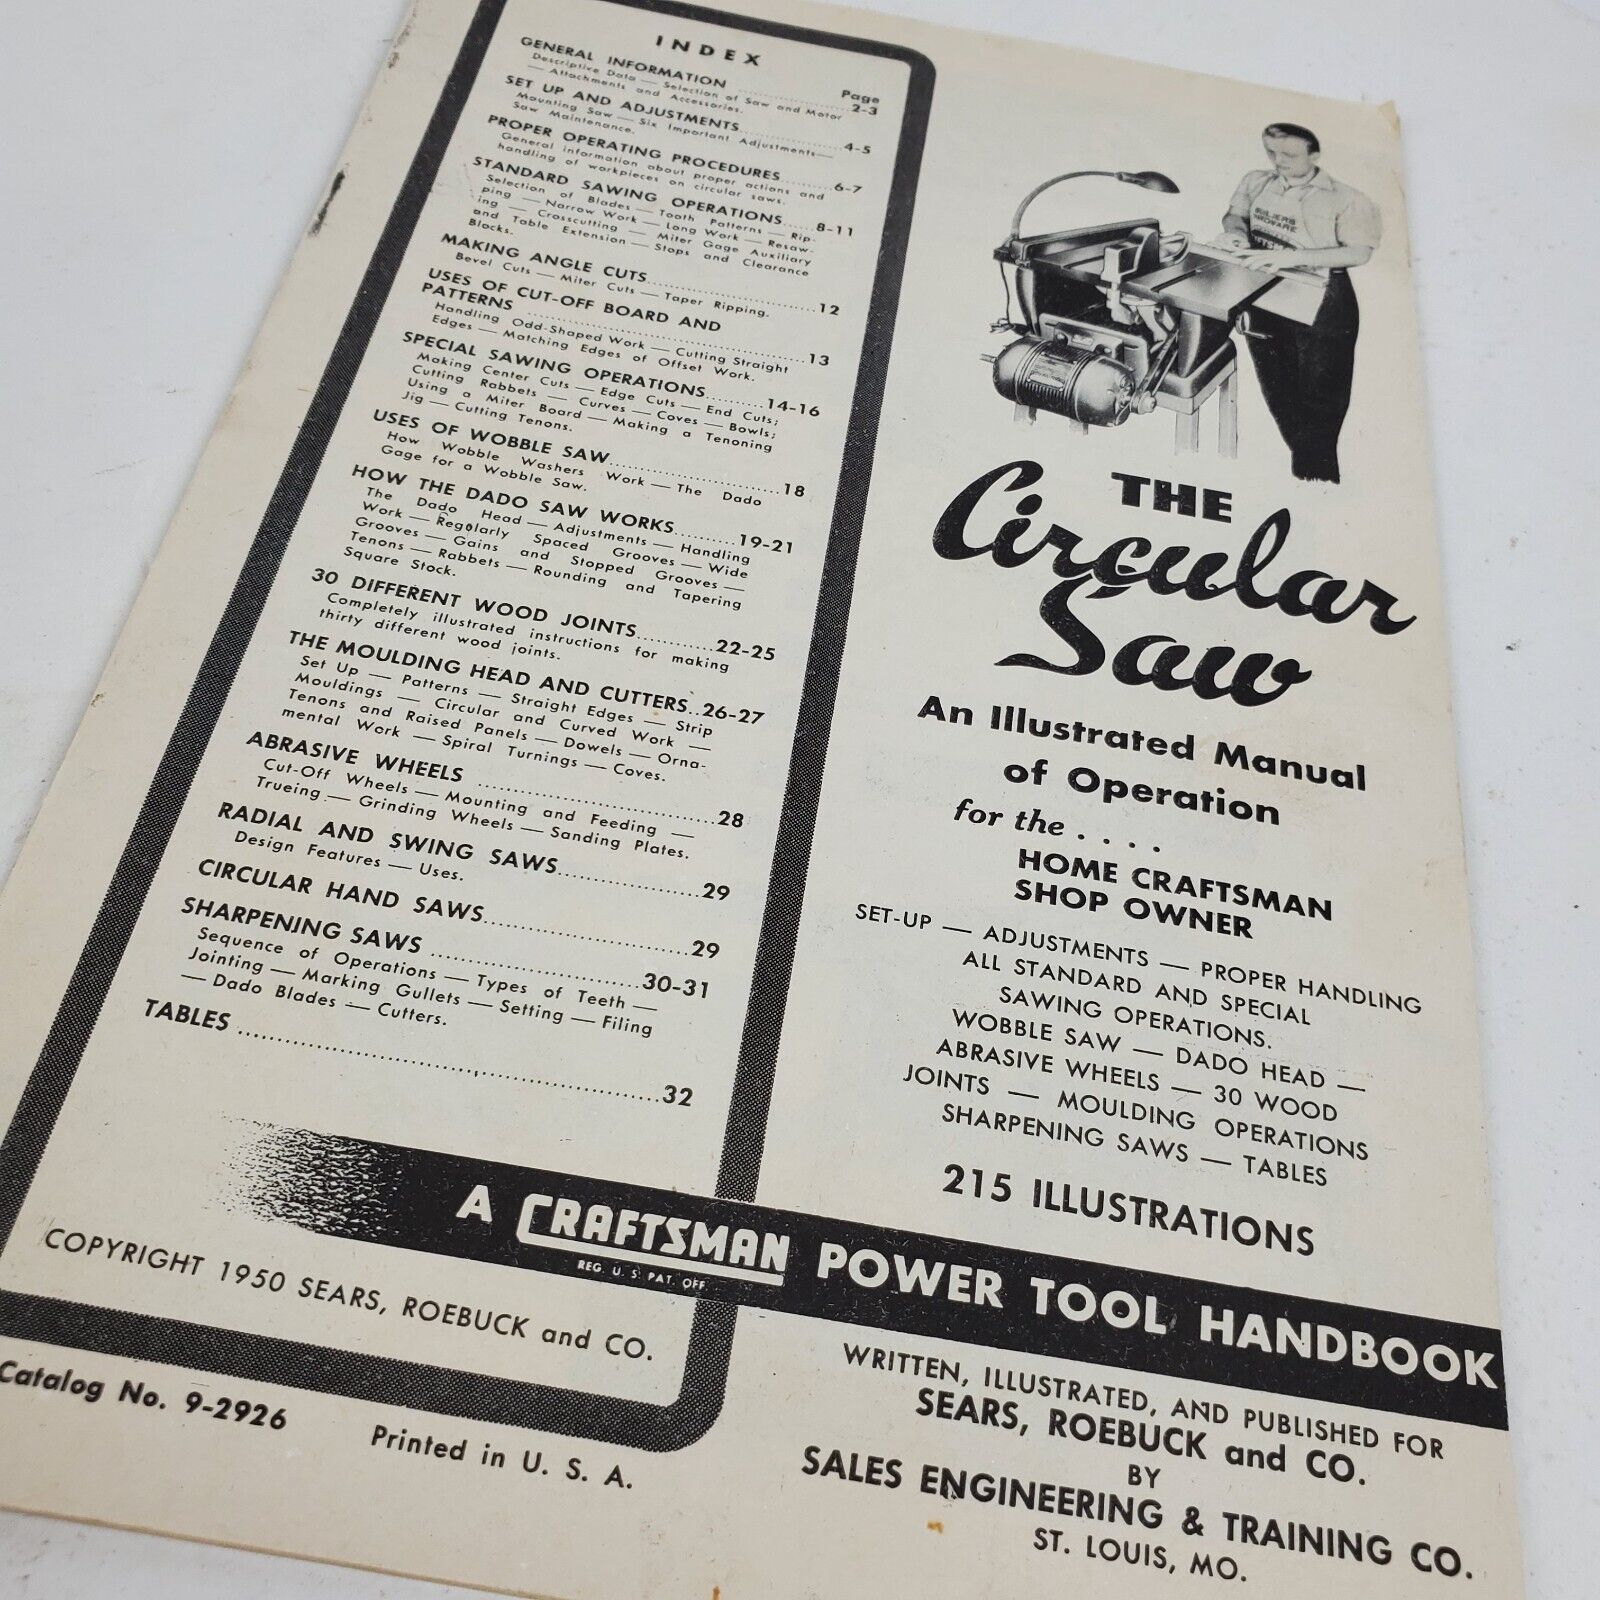 INDEX
Page
GENERAL INFORMATION ........................2-3
Descriptive Data — Selection of Saw and Motor
— Attachments and Accessories.
SET UP AND ADJUSTMENTS....................4-5
Mounting Saw — Six Important Adjustments—
Saw Maintenance.
PROPER OPERATING PROCEDURES.........6-7
General information about proper actions and
handling of workpieces on circular saws.
STANDARD SAWING OPERATIONS......8-11
Selection of Blades — Tooth Patterns — Rip-
ping — Narrow Work — Long Work — Resaw-
ing — Crosscutting — Miter Gage Auxiliary
and Table Extension — Stops and Clearance
Blocks.
MAKING ANGLE CUTS..........................12
Bevel Cuts — Miter Cuts — Taper Ripping.
USES OF CUT-OFF BOARD AND
PATTERNS ..........................................13
Handling Odd-Shaped Work — Cutting Straight
Edges — Matching Edges of Offset Work.
SPECIAL SAWING OPERATIONS.........14-16
Making Center Cuts — Edge Cuts — End Cuts;
Cutting Rabbets — Curves — Coves — Bowls;
Using a Miter Board — Making a Tenoning
Jig — Cutting Tenons.
USES OF WOBBLE SAW..........................18
How Wobble Washers Work — The Dado
Gage for a Wobble Saw.
HOW THE DADO SAW WORKS..........19-21
The Dado Head — Adjustments — Handling
Work — Regularly Spaced Grooves — Wide
Grooves — Gains and Stopped Grooves —
Tenons — Rabbets — Rounding and Tapering
Square Stock.
30 DIFFERENT WOOD JOINTS............22-25
Completely illustrated instructions for making
thirty different wood joints.
THE MOULDING HEAD AND CUTTERS..26-27
Set Up — Patterns — Straight Edges — Strip
Mouldings — Circular and Curved Work —
Tenons and Raised Panels — Dowels — Orna-
mental Work — Spiral Turnings — Coves.
ABRASIVE WHEELS ..............................28
Cut-Off Wheels — Mounting and Feeding —
Trueing — Grinding Wheels — Sanding Plates.
RADIAL AND SWING SAWS....................29
Design Features — Uses.
CIRCULAR HAND SAWS..........................29
SHARPENING SAWS ..........................30-31
Sequence of Operations — Types of Teeth —
Jointing — Marking Gullets — Setting — Filing
— Dado Blades — Cutters.
TABLES ..................................................32
THE
Circular
Saw
An Illustrated Manual
of Operation
for the . . . .
HOME CRAFTSMAN
SHOP OWNER
SET-UP — ADJUSTMENTS — PROPER HANDLING
ALL STANDARD AND SPECIAL
SAWING OPERATIONS.
WOBBLE SAW — DADO HEAD —
ABRASIVE WHEELS — 30 WOOD
JOINTS — MOULDING OPERATIONS
SHARPENING SAWS — TABLES
215 ILLUSTRATIONS
A CRAFTSMAN POWER TOOL HANDBOOK
REG. U. S. PAT. OFF.
COPYRIGHT 1950 SEARS, ROEBUCK and CO.
Catalog No. 9-2926
Printed in U. S. A.
WRITTEN, ILLUSTRATED, AND PUBLISHED FOR
SEARS, ROEBUCK and CO.
BY
SALES ENGINEERING & TRAINING CO.
ST. LOUIS, MO.